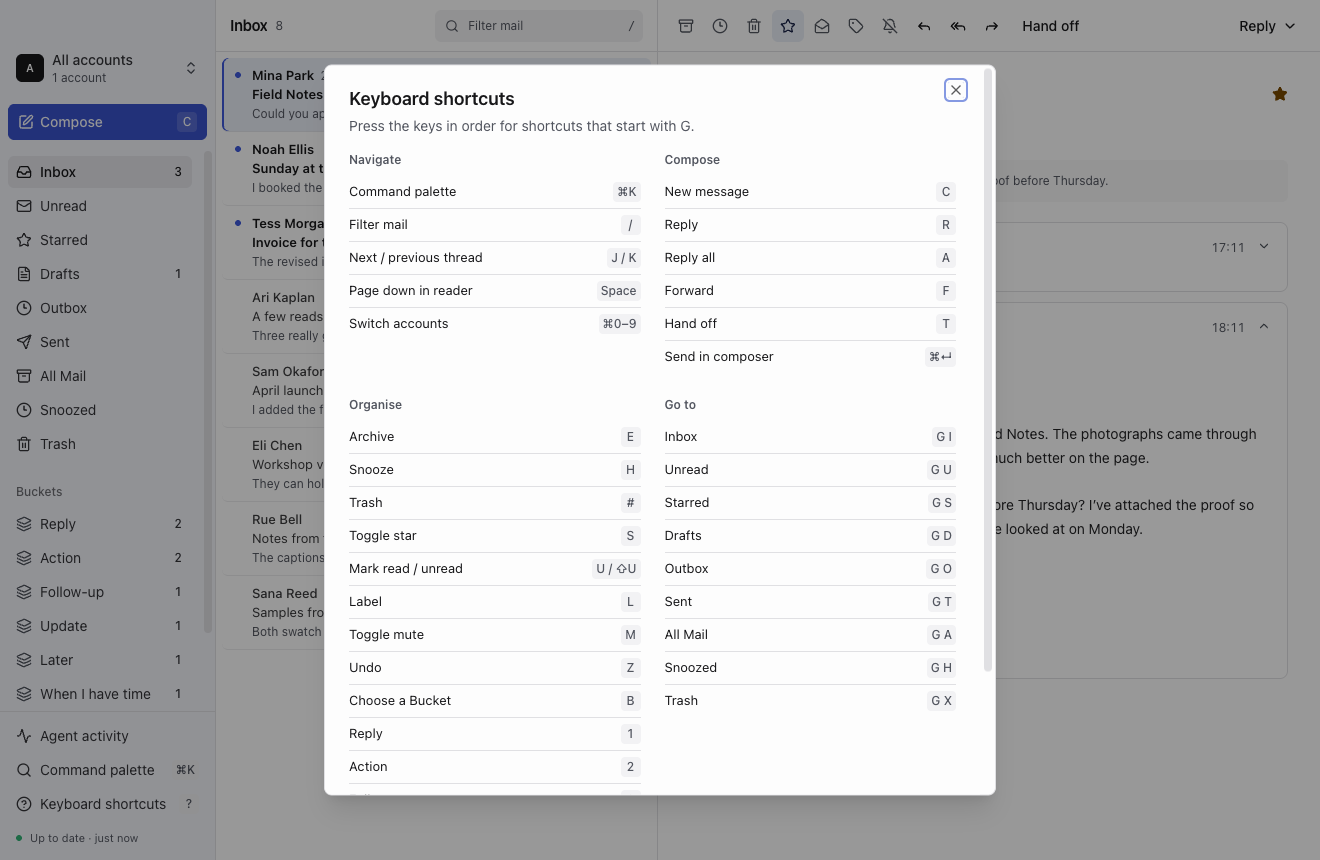 A
All accounts
1 account
Compose C
Inbox 3
Unread
Starred
Drafts 1
Outbox
Sent
All Mail
Snoozed
Trash
Buckets
Reply 2
Action 2
Follow-up 1
Update 1
Later 1
When I have time 1
Agent activity
Command palette ⌘K
Keyboard shortcuts ?
Up to date · just now
Inbox 8
Filter mail /
Mina Park
Field Notes
Could you
Noah Ellis
Sunday at
I booked the
Tess
Invoice for
The revised
Ari Kaplan
A few reads
Three really
Sam Okafor
April launch
I added the
Eli Chen
Workshop
They can
Rue Bell
Notes from
The captions
Sana Reed
Samples
Both swatch
Hand off
Reply
before Thursday.
17:11
18:11
Notes. The photographs came through
much better on the page.
Thursday? I've attached the proof so
looked at on Monday.
Keyboard shortcuts
Press the keys in order for shortcuts that start with G.
Navigate
Command palette ⌘K
Filter mail /
Next / previous thread J / K
Page down in reader Space
Switch accounts ⌘0–9
Compose
New message C
Reply R
Reply all A
Forward F
Hand off T
Send in composer ⌘↵
Organise
Archive E
Snooze H
Trash #
Toggle star S
Mark read / unread U / ⇧U
Label L
Toggle mute M
Undo Z
Choose a Bucket B
Reply 1
Action 2
Go to
Inbox G I
Unread G U
Starred G S
Drafts G D
Outbox G O
Sent G T
All Mail G A
Snoozed G H
Trash G X